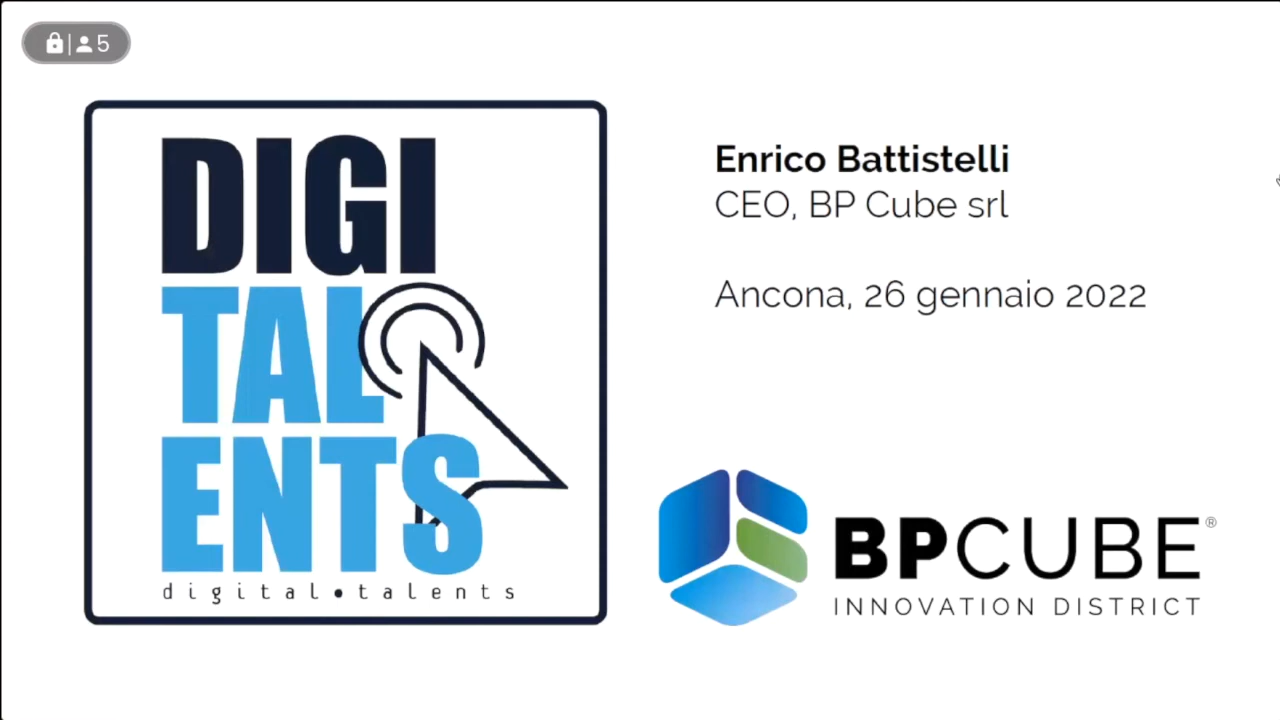 5
DIGI
TAL
ENTS
digital•talents
Enrico Battistelli
CEO, BP Cube srl
Ancona, 26 gennaio 2022
BPCUBE®
INNOVATION DISTRICT